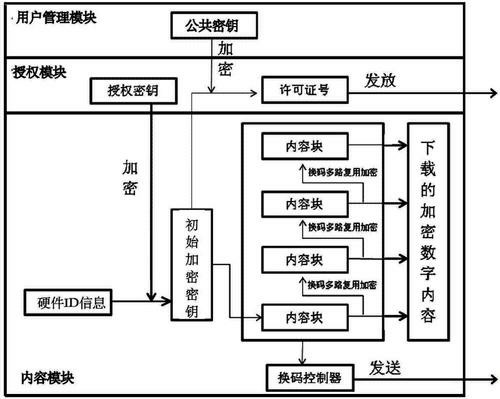 用户管理模块
公共密钥
加密
授权模块
授权密钥
许可证号
发放
加密
初始加密密钥
硬件ID信息
内容块
换码多路复用加密
内容块
换码多路复用加密
内容块
换码多路复用加密
内容块
下载的加密数字内容
内容模块
换码控制器
发送